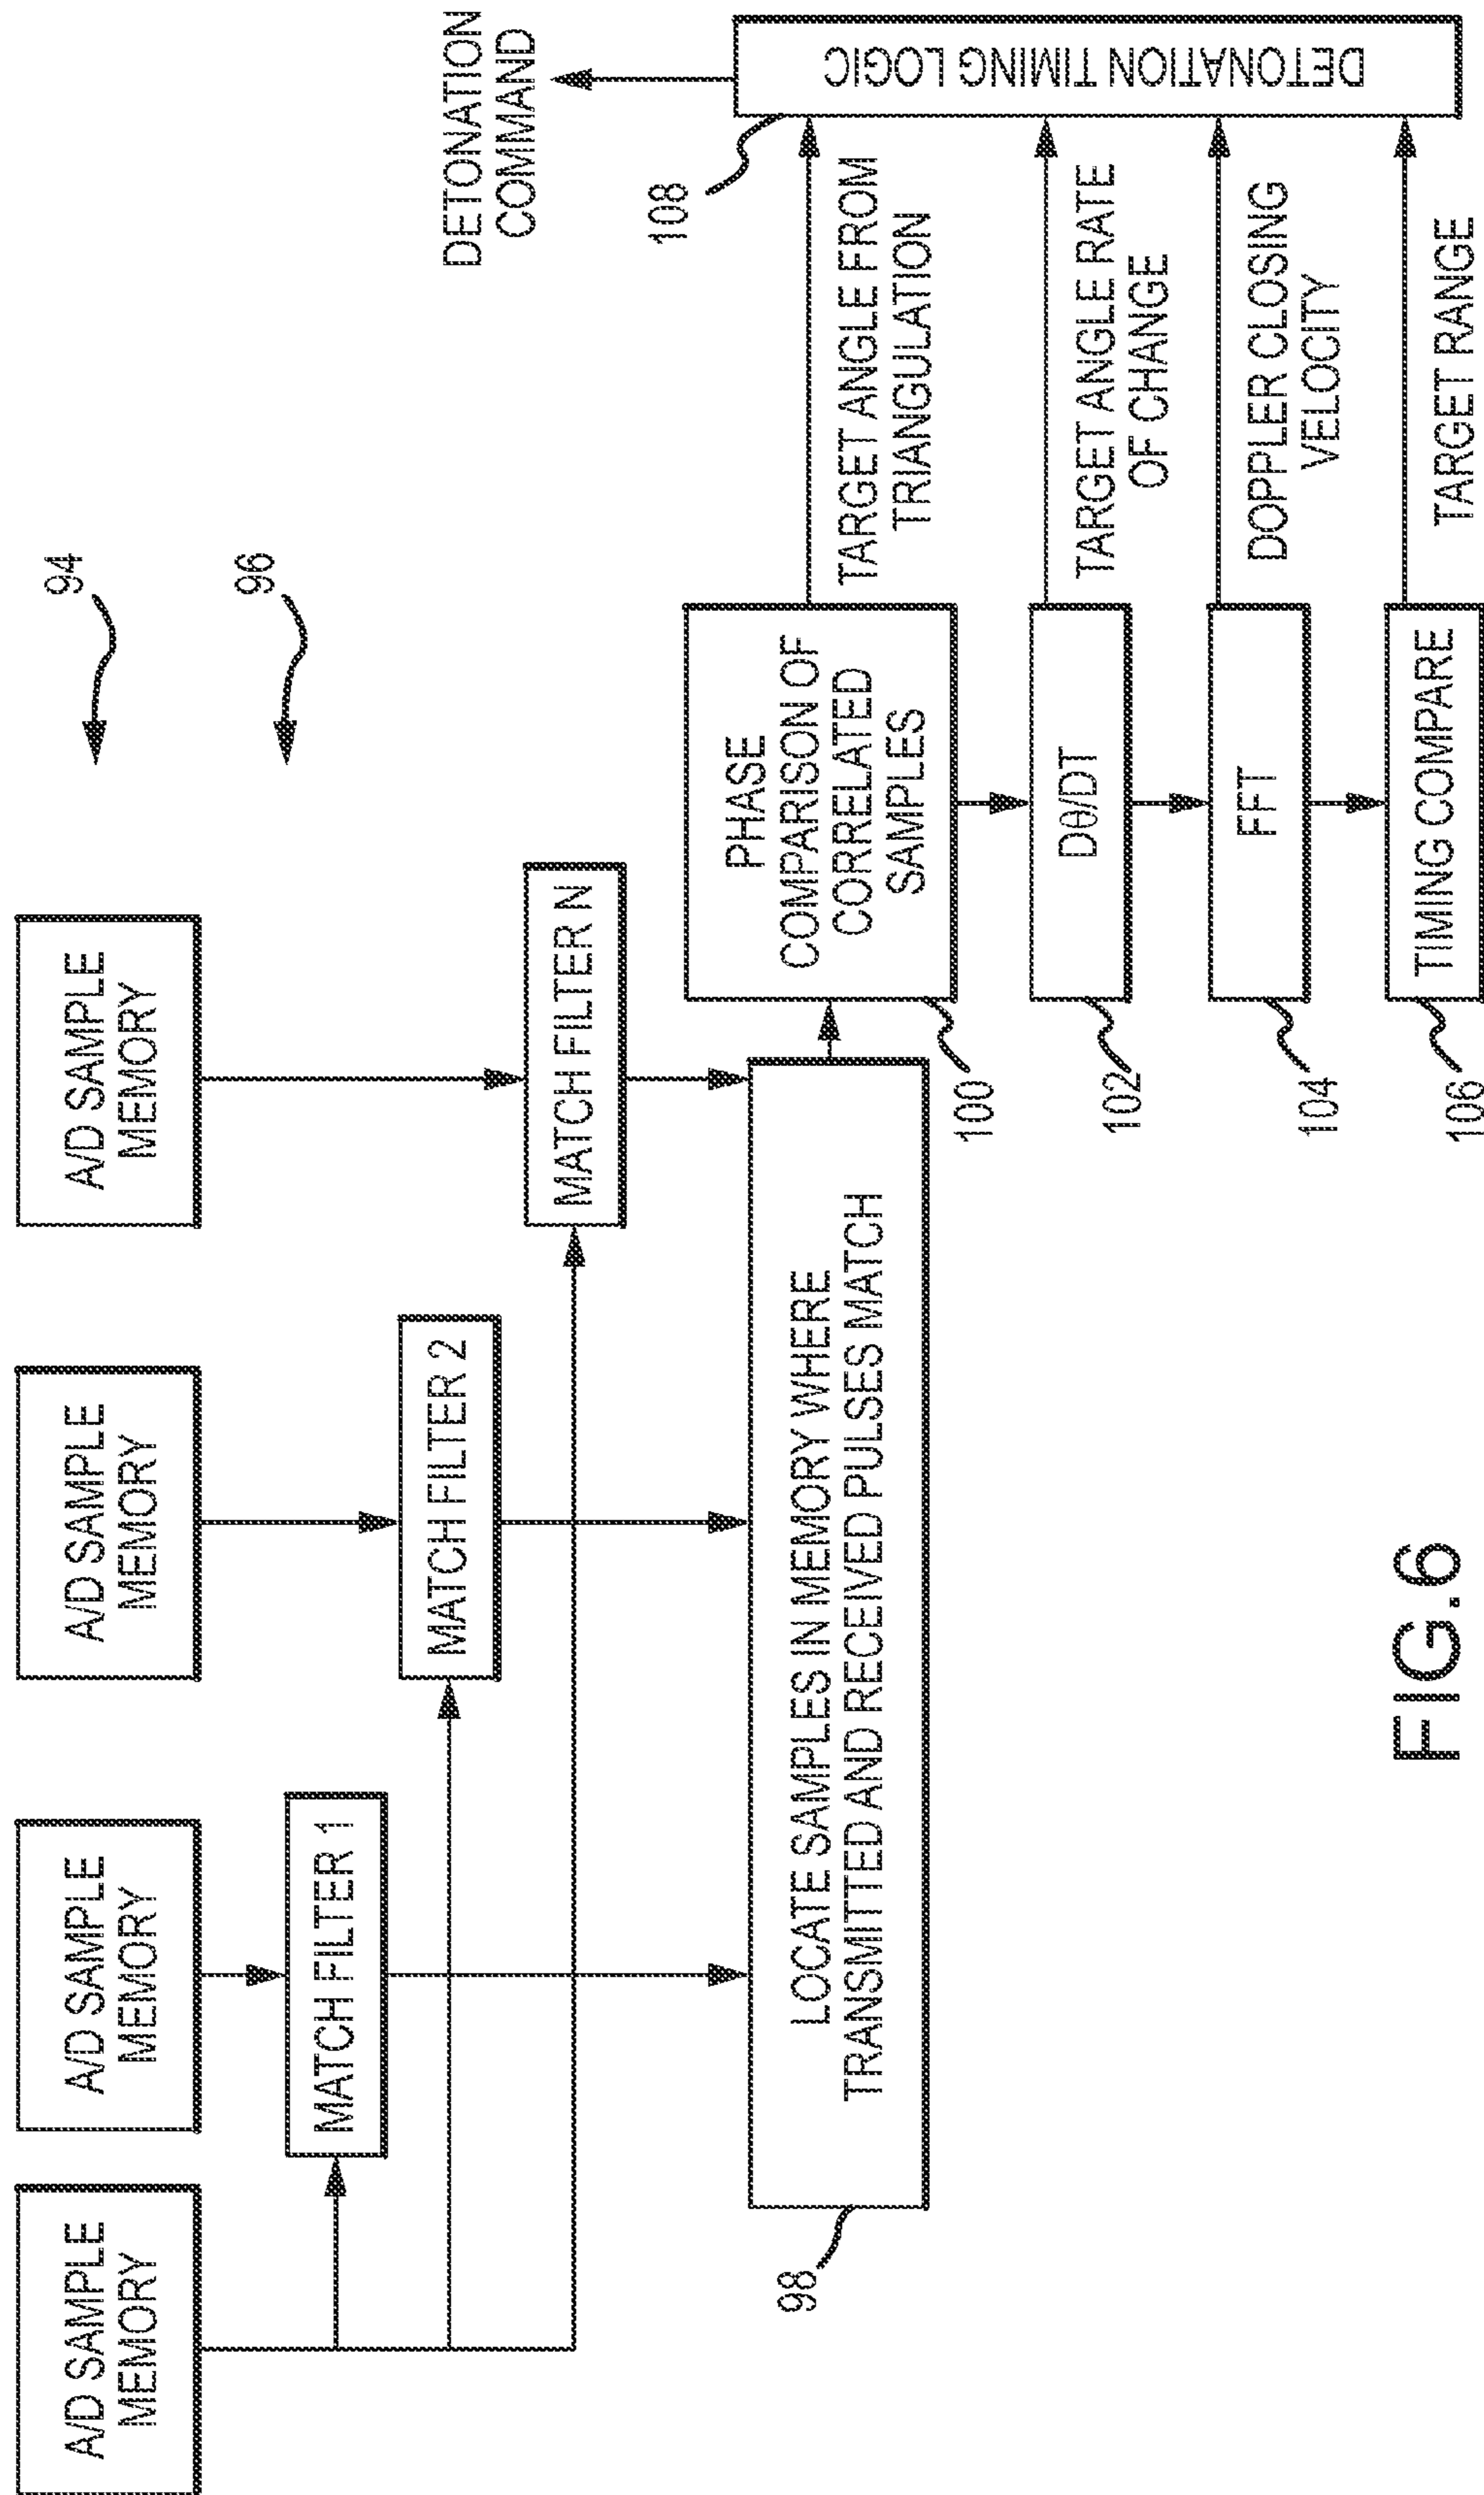 94
96
A/D SAMPLE
MEMORY
A/D SAMPLE
MEMORY
A/D SAMPLE
MEMORY
A/D SAMPLE
MEMORY
MATCH FILTER 1
MATCH FILTER 2
MATCH FILTER N
98
LOCATE SAMPLES IN MEMORY WHERE
TRANSMITTED AND RECEIVED PULSES MATCH
PHASE
COMPARISON OF
CORRELATED
SAMPLES
100
Dθ/DT
102
FFT
104
TIMING COMPARE
106
TARGET ANGLE FROM
TRIANGULATION
TARGET ANGLE RATE
OF CHANGE
DOPPLER CLOSING
VELOCITY
TARGET RANGE
108
DETONATION TIMING LOGIC
DETONATION
COMMAND
FIG.6